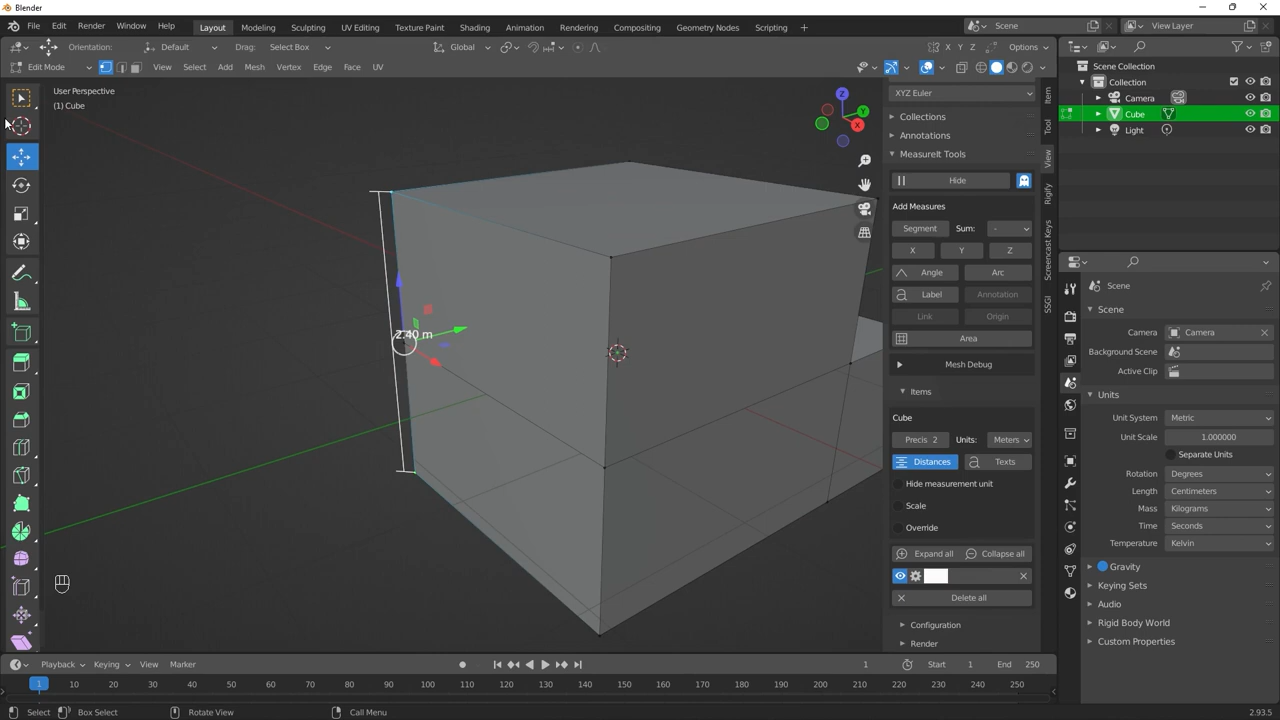 Blender
File Edit Render Window Help Layout Modeling Sculpting UV Editing Texture Paint Shading Animation Rendering Compositing Geometry Nodes Scripting + Scene View Layer
Orientation: Default Drag: Select Box Global X Y Z Options
Edit Mode View Select Add Mesh Vertex Edge Face UV
User Perspective
(1) Cube
2.40 m
Z
Y
X
XYZ Euler
Collections
Annotations
MeasureIt Tools
Hide
Add Measures
Segment Sum: -
X Y Z
Angle Arc
Label Annotation
Link Origin
Area
Mesh Debug
Items
Cube
Precis 2 Units: Meters
Distances Texts
Hide measurement unit
Scale
Override
Expand all Collapse all
Delete all
Configuration
Render
Item
Tool
View
Rigify
Screencast Keys
SSGI
Scene Collection
Collection
Camera
Cube
Light
Scene
Scene
Camera Camera
Background Scene
Active Clip
Units
Unit System Metric
Unit Scale 1.000000
Separate Units
Rotation Degrees
Length Centimeters
Mass Kilograms
Time Seconds
Temperature Kelvin
Gravity
Keying Sets
Audio
Rigid Body World
Custom Properties
Playback Keying View Marker 1 Start 1 End 250
1 10 20 30 40 50 60 70 80 90 100 110 120 130 140 150 160 170 180 190 200 210 220 230 240 250
Select Box Select Rotate View Call Menu 2.93.5